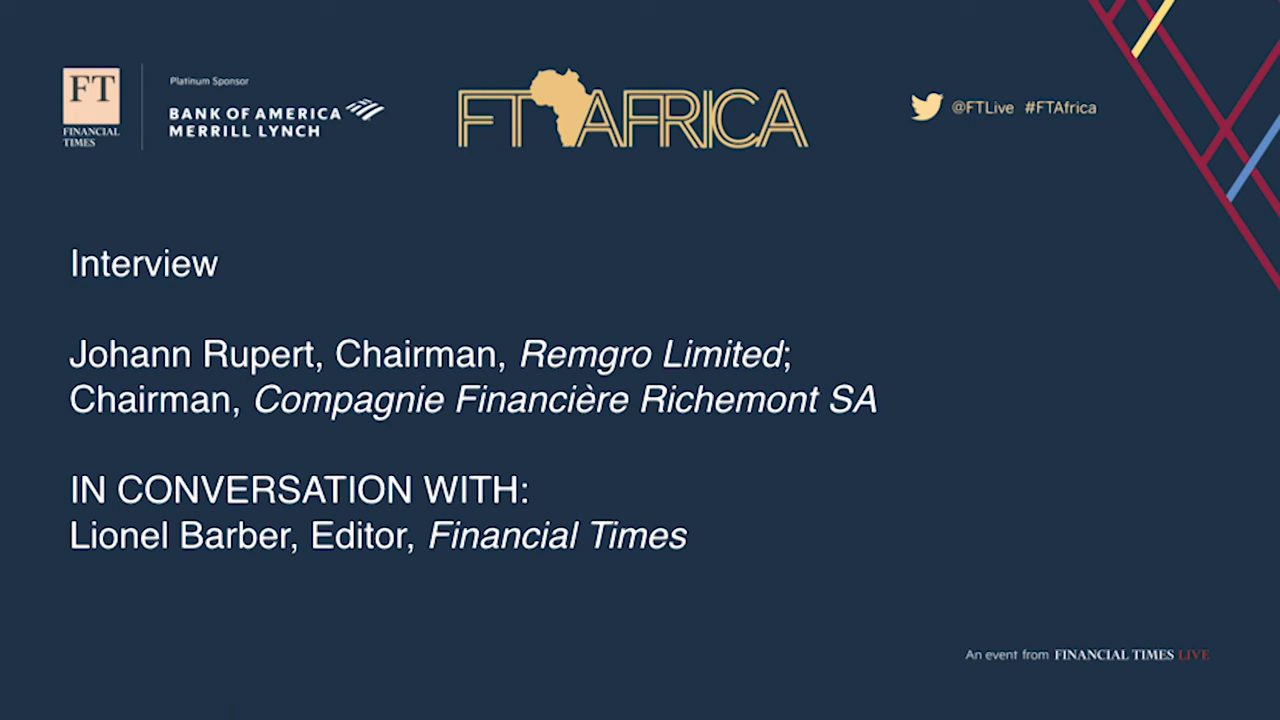 FT
FINANCIAL
TIMES
Platinum Sponsor
BANK OF AMERICA
MERRILL LYNCH
FT AFRICA
@FTLive #FTAfrica
Interview
Johann Rupert, Chairman, Remgro Limited;
Chairman, Compagnie Financière Richemont SA
IN CONVERSATION WITH:
Lionel Barber, Editor, Financial Times
An event from FINANCIAL TIMES LIVE